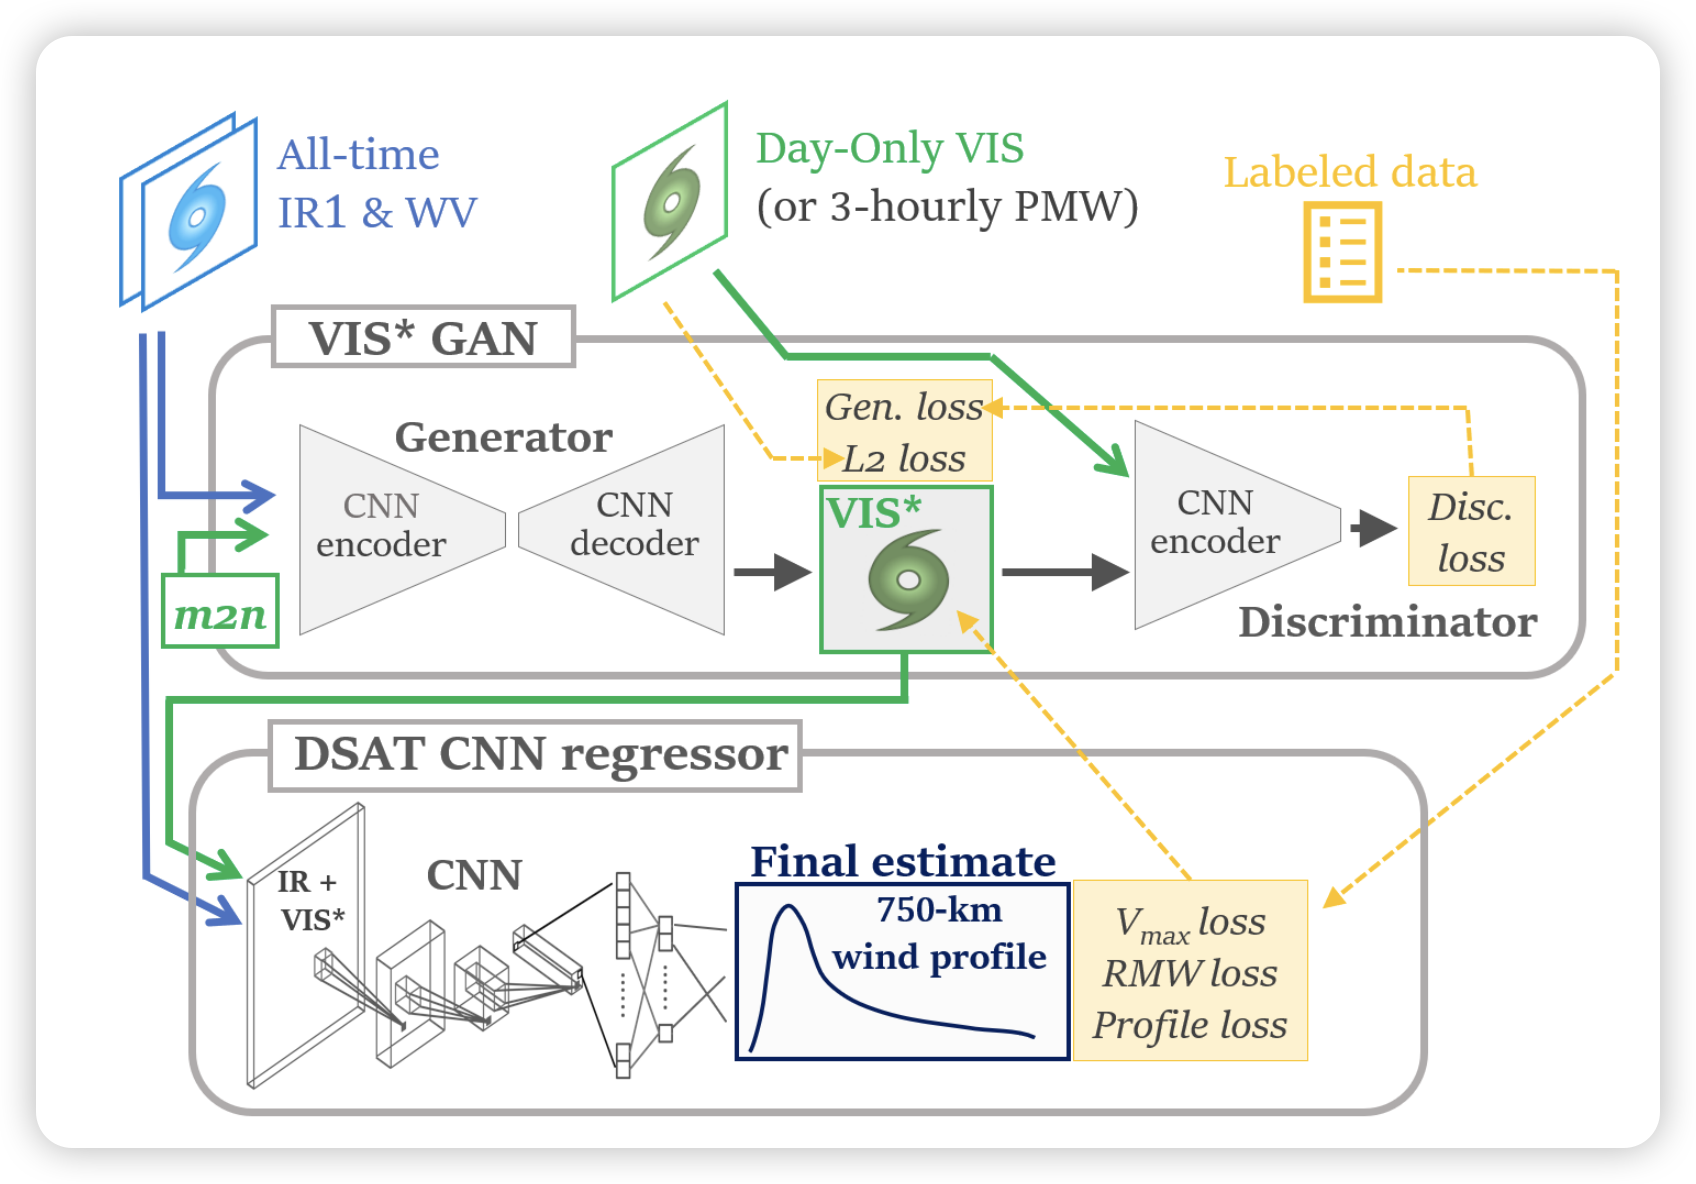 All-time
IR1 & WV
Day-Only VIS
(or 3-hourly PMW)
Labeled data
VIS* GAN
Generator
CNN
encoder
CNN
decoder
m2n
Gen. loss
L2 loss
VIS*
CNN
encoder
Disc.
loss
Discriminator
DSAT CNN regressor
IR +
VIS*
CNN
Final estimate
750-km
wind profile
Vmax loss
RMW loss
Profile loss